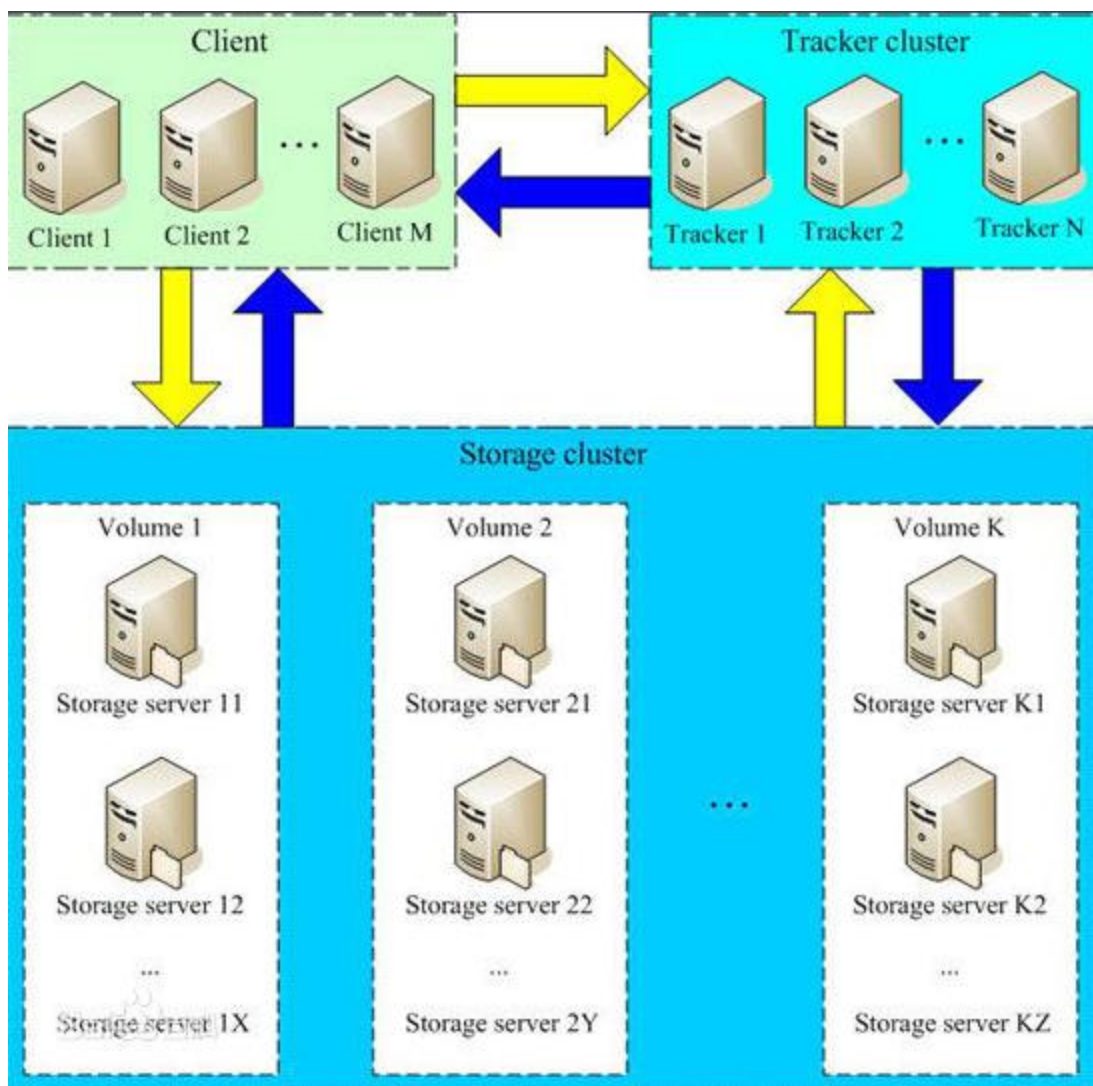 Client
Tracker cluster
...
...
Client 1
Client 2
Client M
Tracker 1
Tracker 2
Tracker N
Storage cluster
Volume 1
Volume 2
Volume K
Storage server 11
Storage server 21
Storage server K1
...
Storage server 12
Storage server 22
Storage server K2
...
...
...
Storage server 1X
Storage server 2Y
Storage server KZ